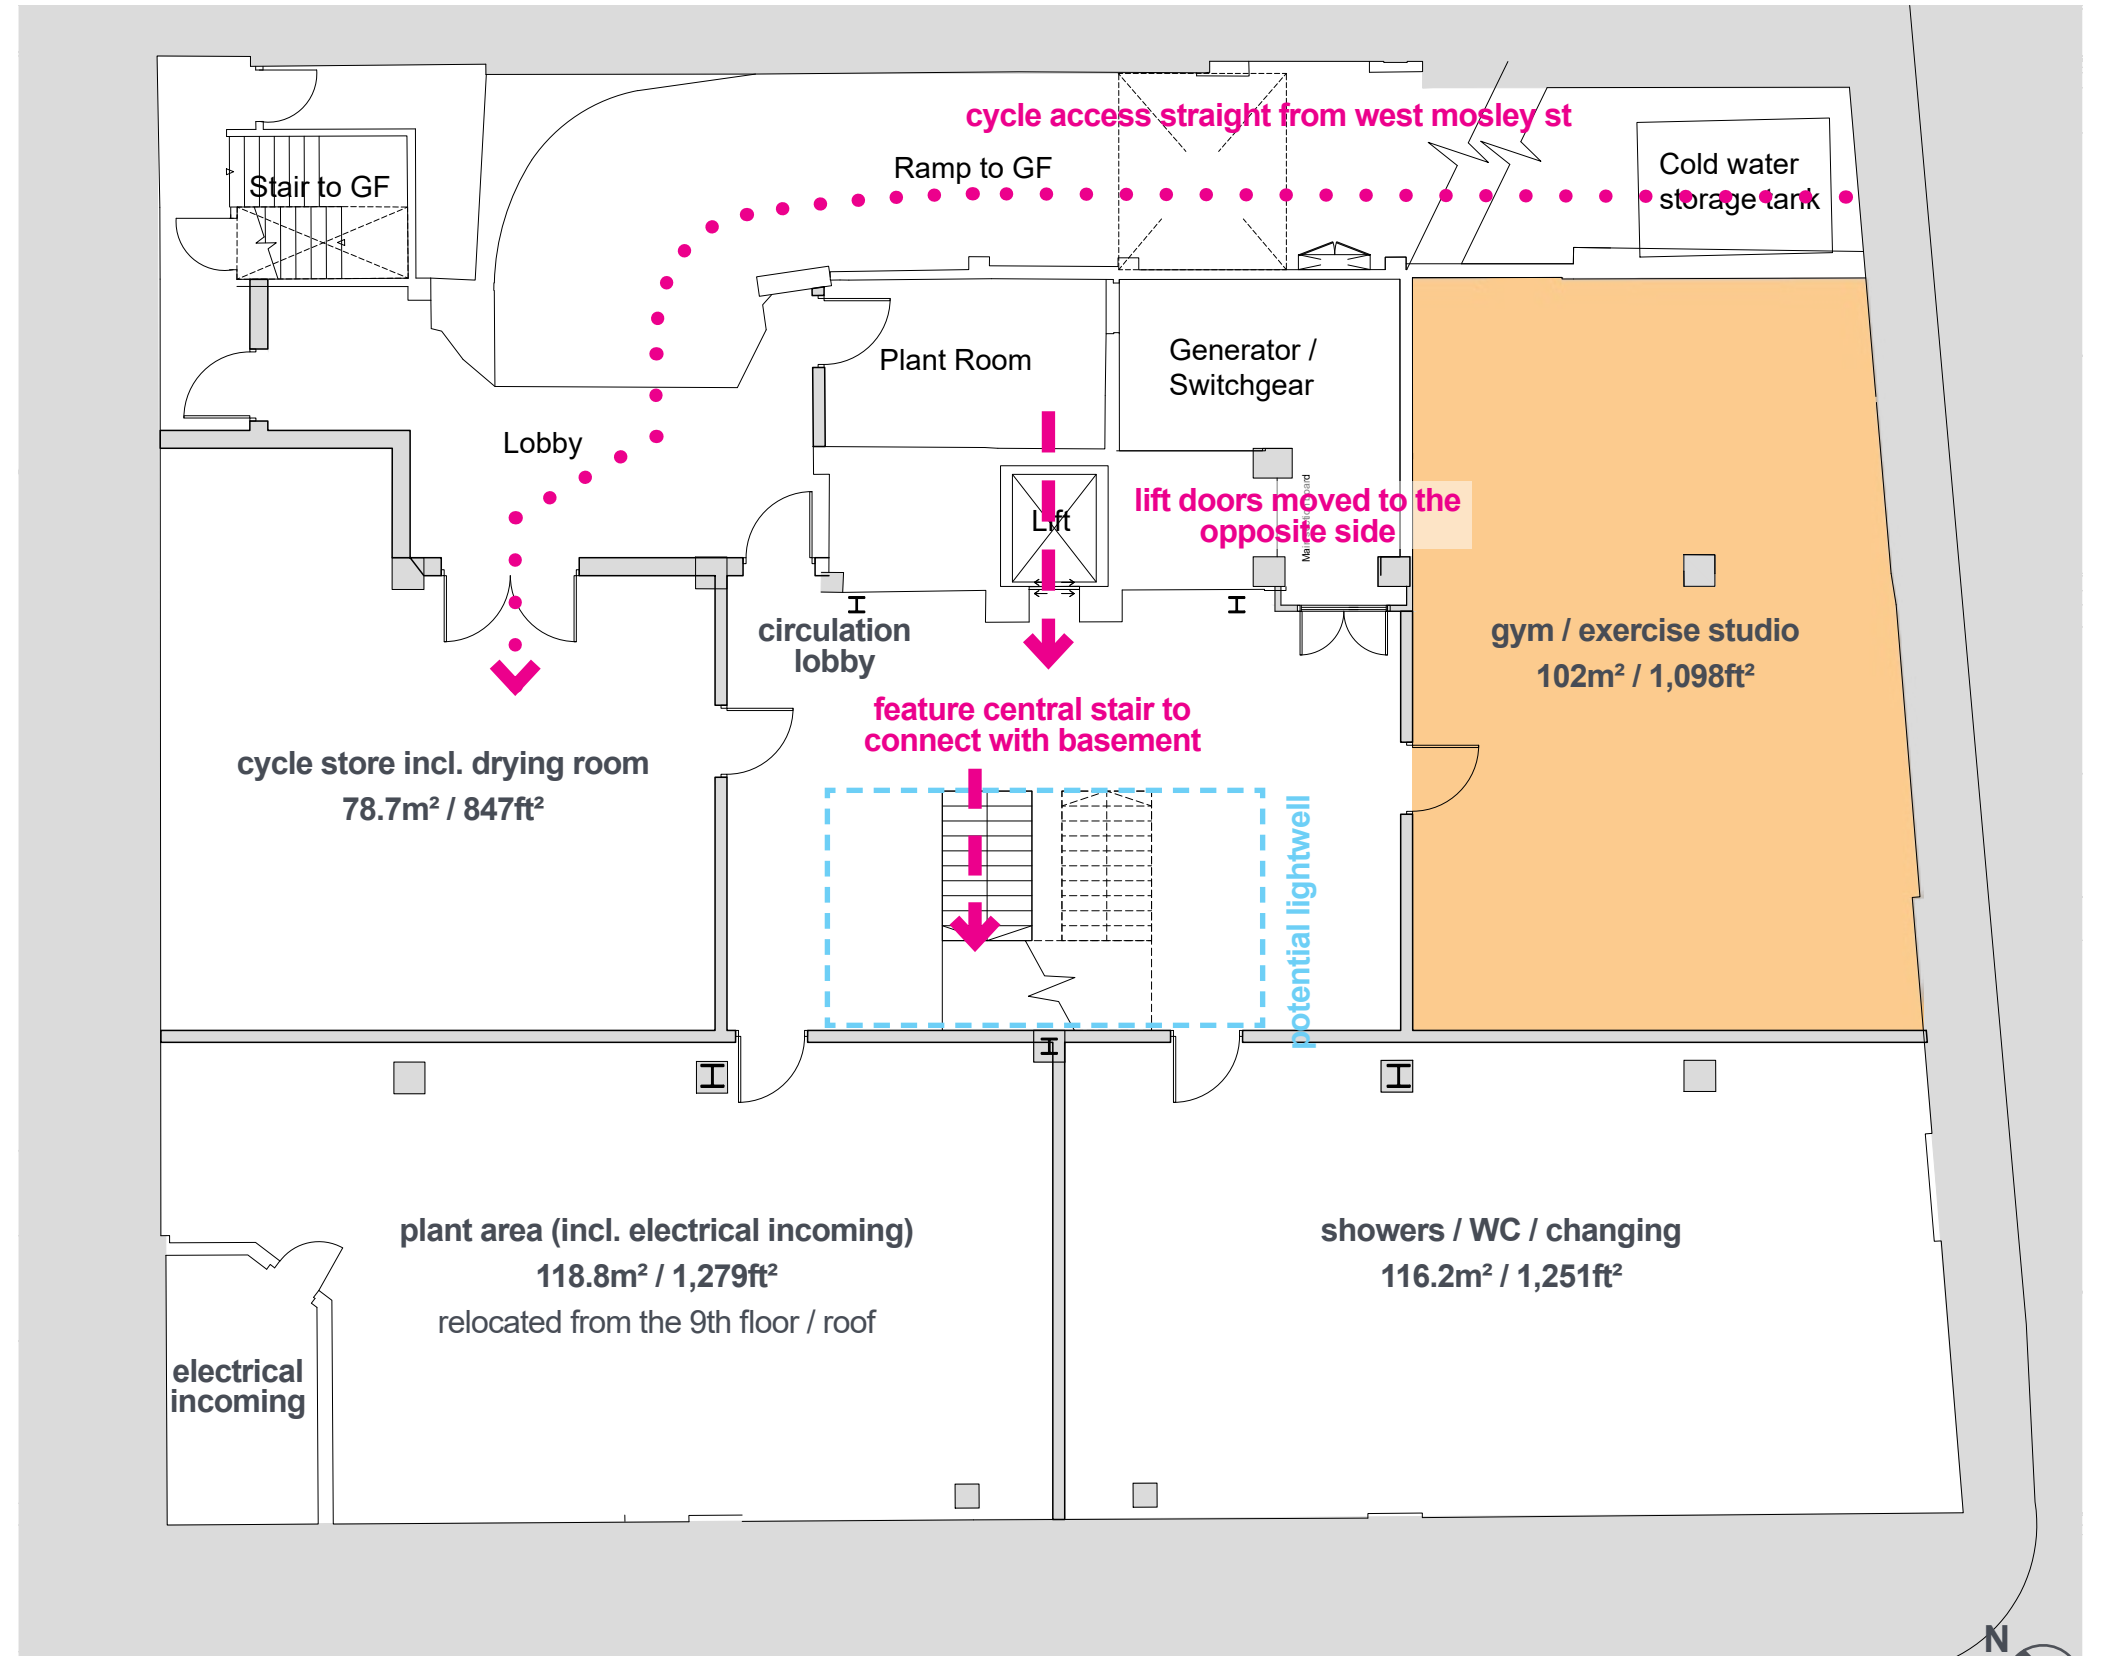 cycle access straight from west mosley st
Ramp to GF
Cold water
storage tank
Stair to GF
Plant Room
Generator /
Switchgear
Lobby
Lift
lift doors moved to the
opposite side
circulation
lobby
gym / exercise studio
102m² / 1,098ft²
feature central stair to
connect with basement
cycle store incl. drying room
78.7m² / 847ft²
potential lightwell
plant area (incl. electrical incoming)
118.8m² / 1,279ft²
relocated from the 9th floor / roof
showers / WC / changing
116.2m² / 1,251ft²
electrical
incoming
N